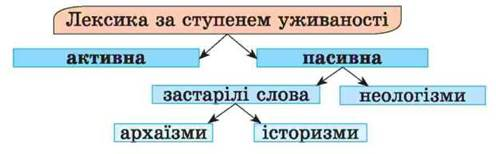 Лексика за ступенем уживаності
активна пасивна
застарілі слова неологізми
архаїзми історизми